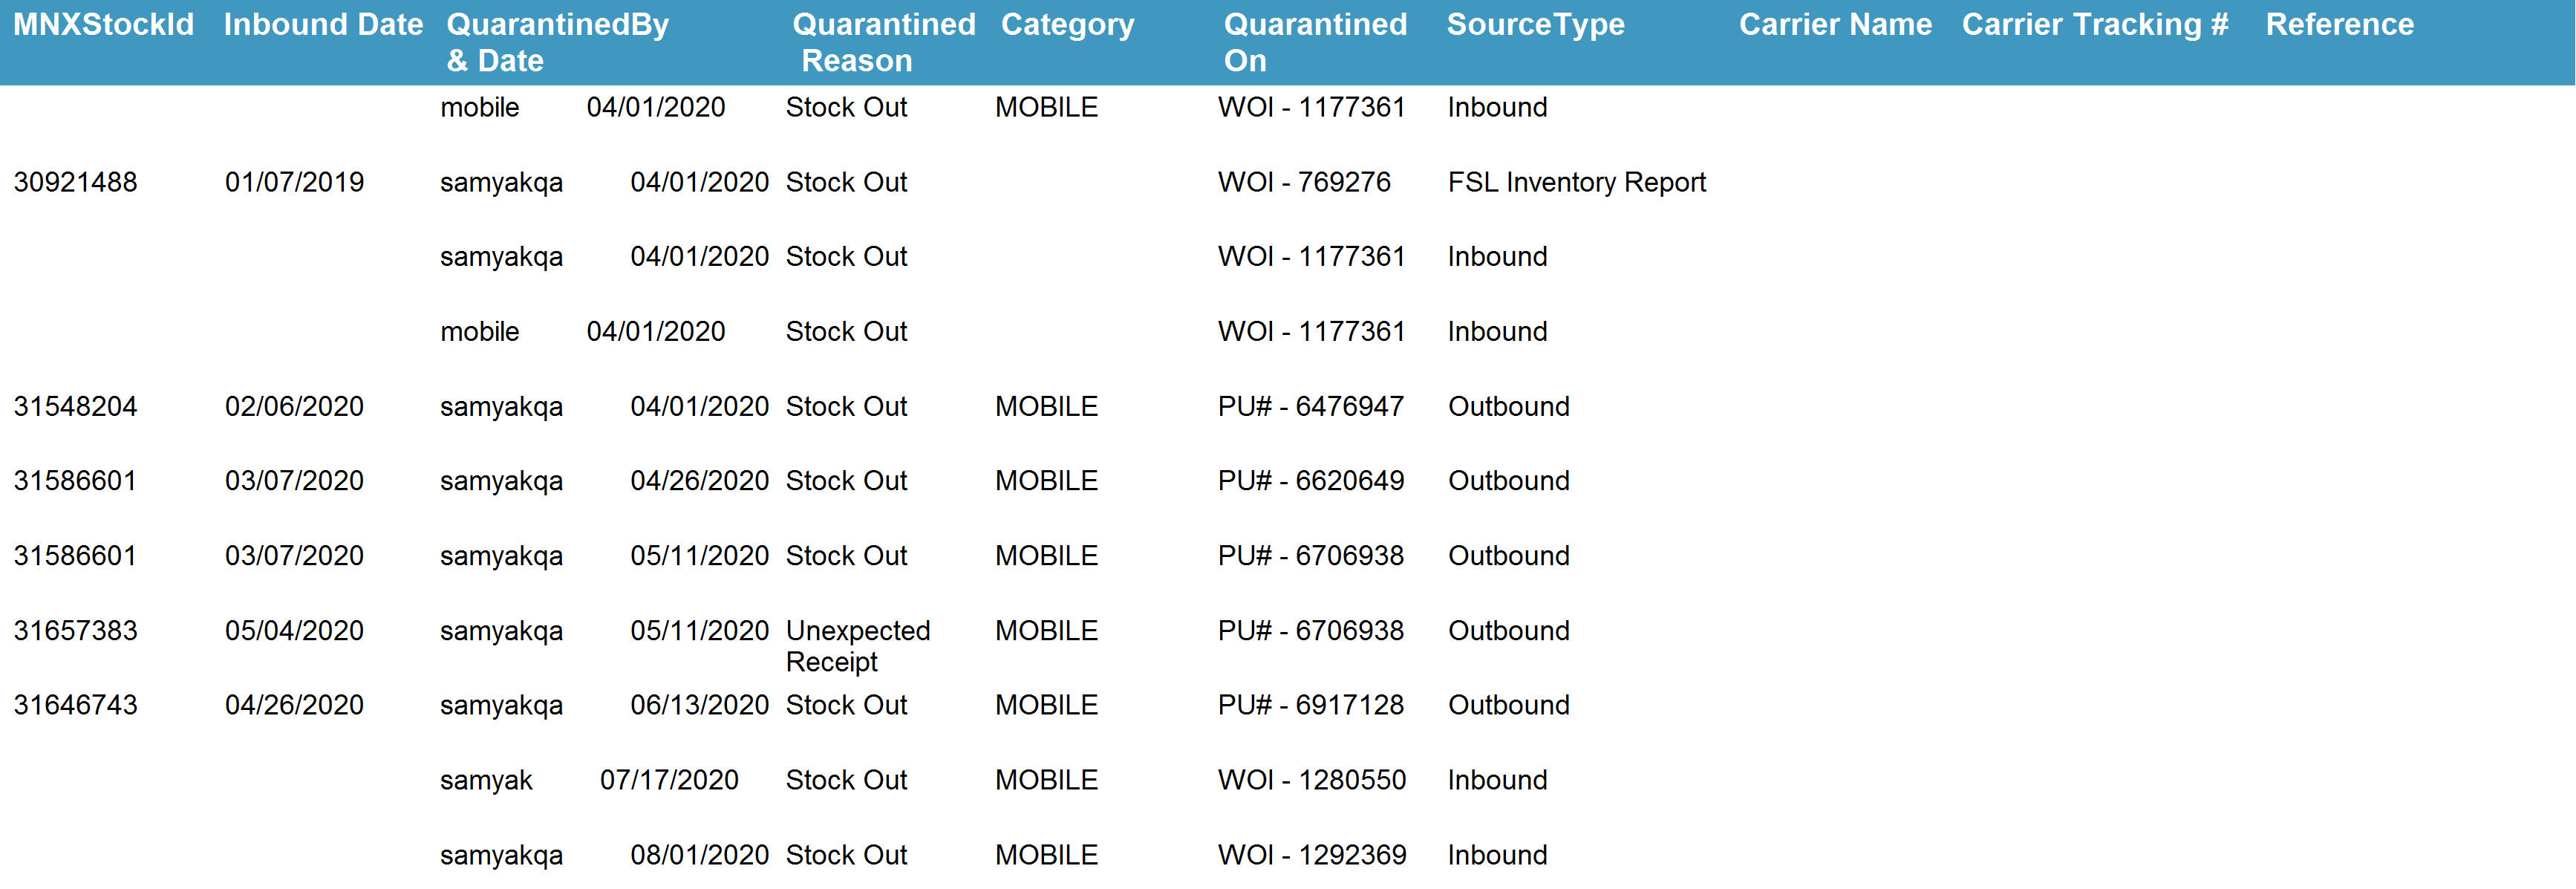 MNXStockId Inbound Date QuarantinedBy Quarantined Category Quarantined SourceType Carrier Name Carrier Tracking # Reference
& Date Reason On
mobile 04/01/2020 Stock Out MOBILE WOI - 1177361 Inbound
30921488 01/07/2019 samyakqa 04/01/2020 Stock Out WOI - 769276 FSL Inventory Report
samyakqa 04/01/2020 Stock Out WOI - 1177361 Inbound
mobile 04/01/2020 Stock Out WOI - 1177361 Inbound
31548204 02/06/2020 samyakqa 04/01/2020 Stock Out MOBILE PU# - 6476947 Outbound
31586601 03/07/2020 samyakqa 04/26/2020 Stock Out MOBILE PU# - 6620649 Outbound
31586601 03/07/2020 samyakqa 05/11/2020 Stock Out MOBILE PU# - 6706938 Outbound
31657383 05/04/2020 samyakqa 05/11/2020 Unexpected MOBILE PU# - 6706938 Outbound
Receipt
31646743 04/26/2020 samyakqa 06/13/2020 Stock Out MOBILE PU# - 6917128 Outbound
samyak 07/17/2020 Stock Out MOBILE WOI - 1280550 Inbound
samyakqa 08/01/2020 Stock Out MOBILE WOI - 1292369 Inbound